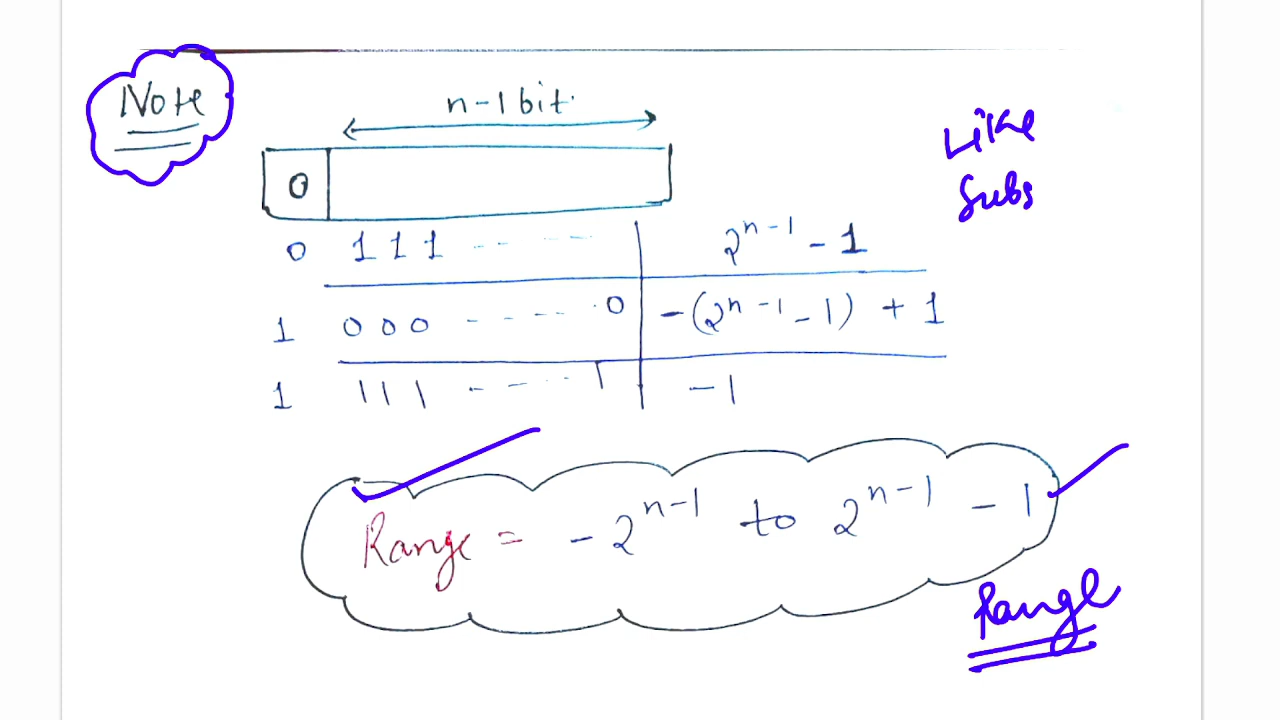 Note
n-1 bit
Like
Subs
0
0 1 1 1 -- -- 2^{n-1} - 1
1 0 0 0 ----- 0 -(2^{n-1} - 1) + 1
1 1 1 1 ----- 1 -1
Range = -2^{n-1} to 2^{n-1} - 1
Range